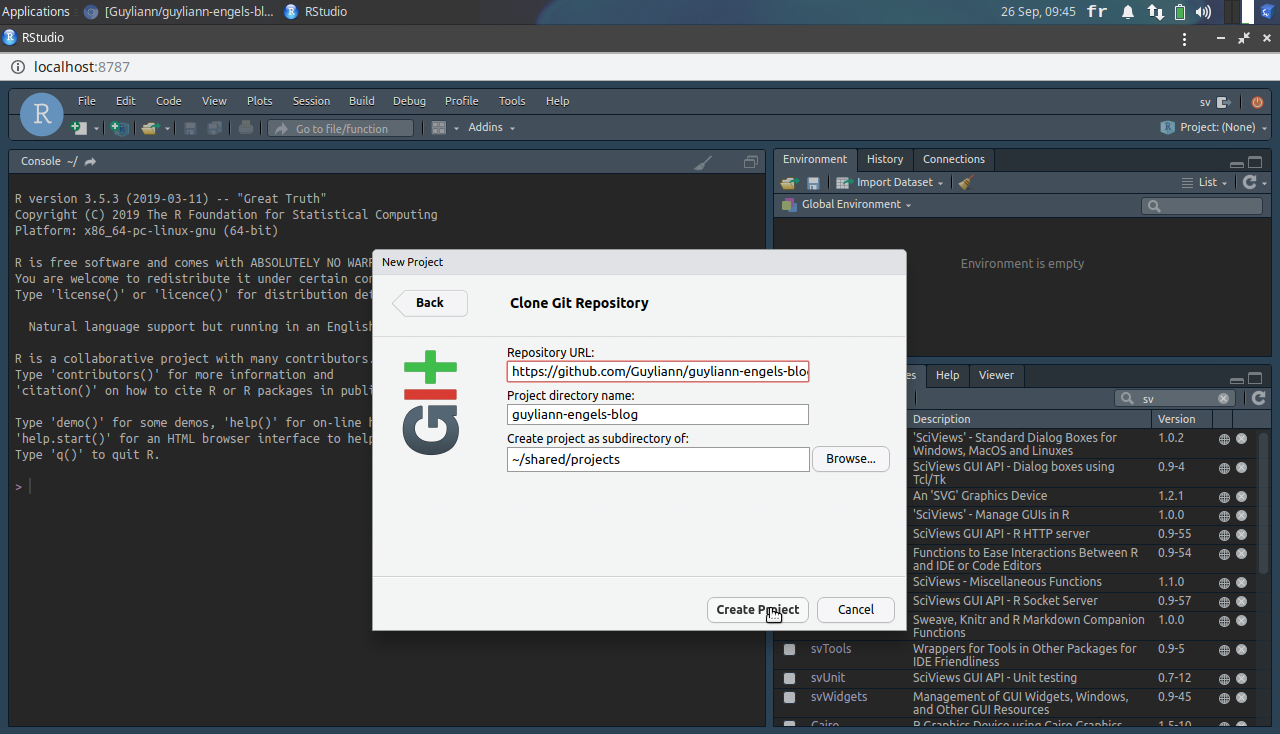 Applications
[Guyliann/guyliann-engels-bl...
RStudio
26 Sep, 09:45
fr
RStudio
localhost:8787
R
File Edit Code View Plots Session Build Debug Profile Tools Help
sv
Go to file/function
Addins
Project: (None)
Console ~/
R version 3.5.3 (2019-03-11) -- "Great Truth"
Copyright (C) 2019 The R Foundation for Statistical Computing
Platform: x86_64-pc-linux-gnu (64-bit)
R is free software and comes with ABSOLUTELY NO WARR
You are welcome to redistribute it under certain con
Type 'license()' or 'licence()' for distribution det
Natural language support but running in an English
R is a collaborative project with many contributors.
Type 'contributors()' for more information and
'citation()' on how to cite R or R packages in publi
Type 'demo()' for some demos, 'help()' for on-line h
'help.start()' for an HTML browser interface to help
Type 'q()' to quit R.
>
Environment History Connections
Import Dataset
List
Global Environment
Environment is empty
New Project
Back
Clone Git Repository
GIt
Repository URL:
https://github.com/Guyliann/guyliann-engels-blo
Project directory name:
guyliann-engels-blog
Create project as subdirectory of:
~/shared/projects
Browse...
Create Project
Cancel
es Help Viewer
sv
Description Version
'SciViews' - Standard Dialog Boxes for 1.0.2
Windows, MacOS and Linuxes
SciViews GUI API - Dialog boxes using 0.9-4
Tcl/Tk
An 'SVG' Graphics Device 1.2.1
'SciViews' - Manage GUIs in R 1.0.0
SciViews GUI API - R HTTP server 0.9-55
Functions to Ease Interactions Between R 0.9-54
and IDE or Code Editors
SciViews - Miscellaneous Functions 1.1.0
SciViews GUI API - R Socket Server 0.9-57
Sweave, Knitr and R Markdown Companion 1.0.0
Functions
svTools Wrappers for Tools in Other Packages for 0.9-5
IDE Friendliness
svUnit SciViews GUI API - Unit testing 0.7-12
svWidgets Management of GUI Widgets, Windows, 0.9-45
and Other GUI Resources
Cairo R Graphics Device using Cairo Graphics 1.5-10